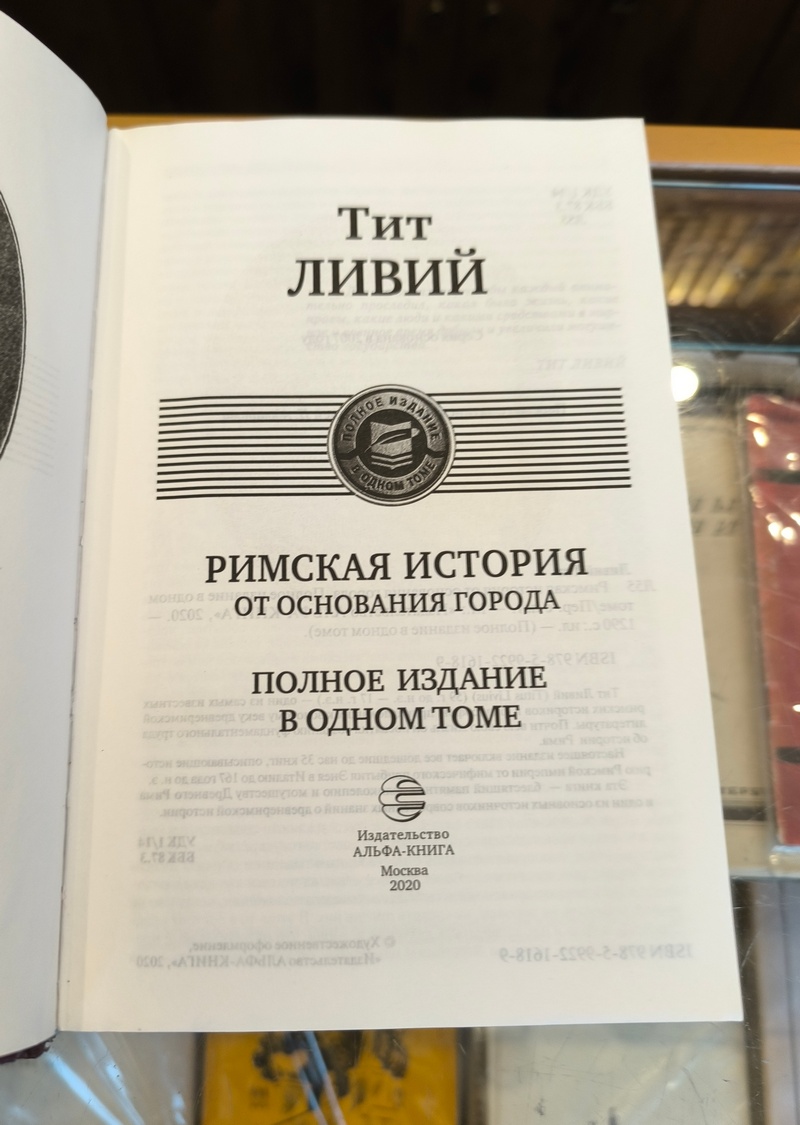 Тит
ЛИВИЙ
ПОЛНОЕ ИЗДАНИЕ
В ОДНОМ ТОМЕ
РИМСКАЯ ИСТОРИЯ
ОТ ОСНОВАНИЯ ГОРОДА
ПОЛНОЕ ИЗДАНИЕ
В ОДНОМ ТОМЕ
Издательство
АЛЬФА-КНИГА
Москва
2020